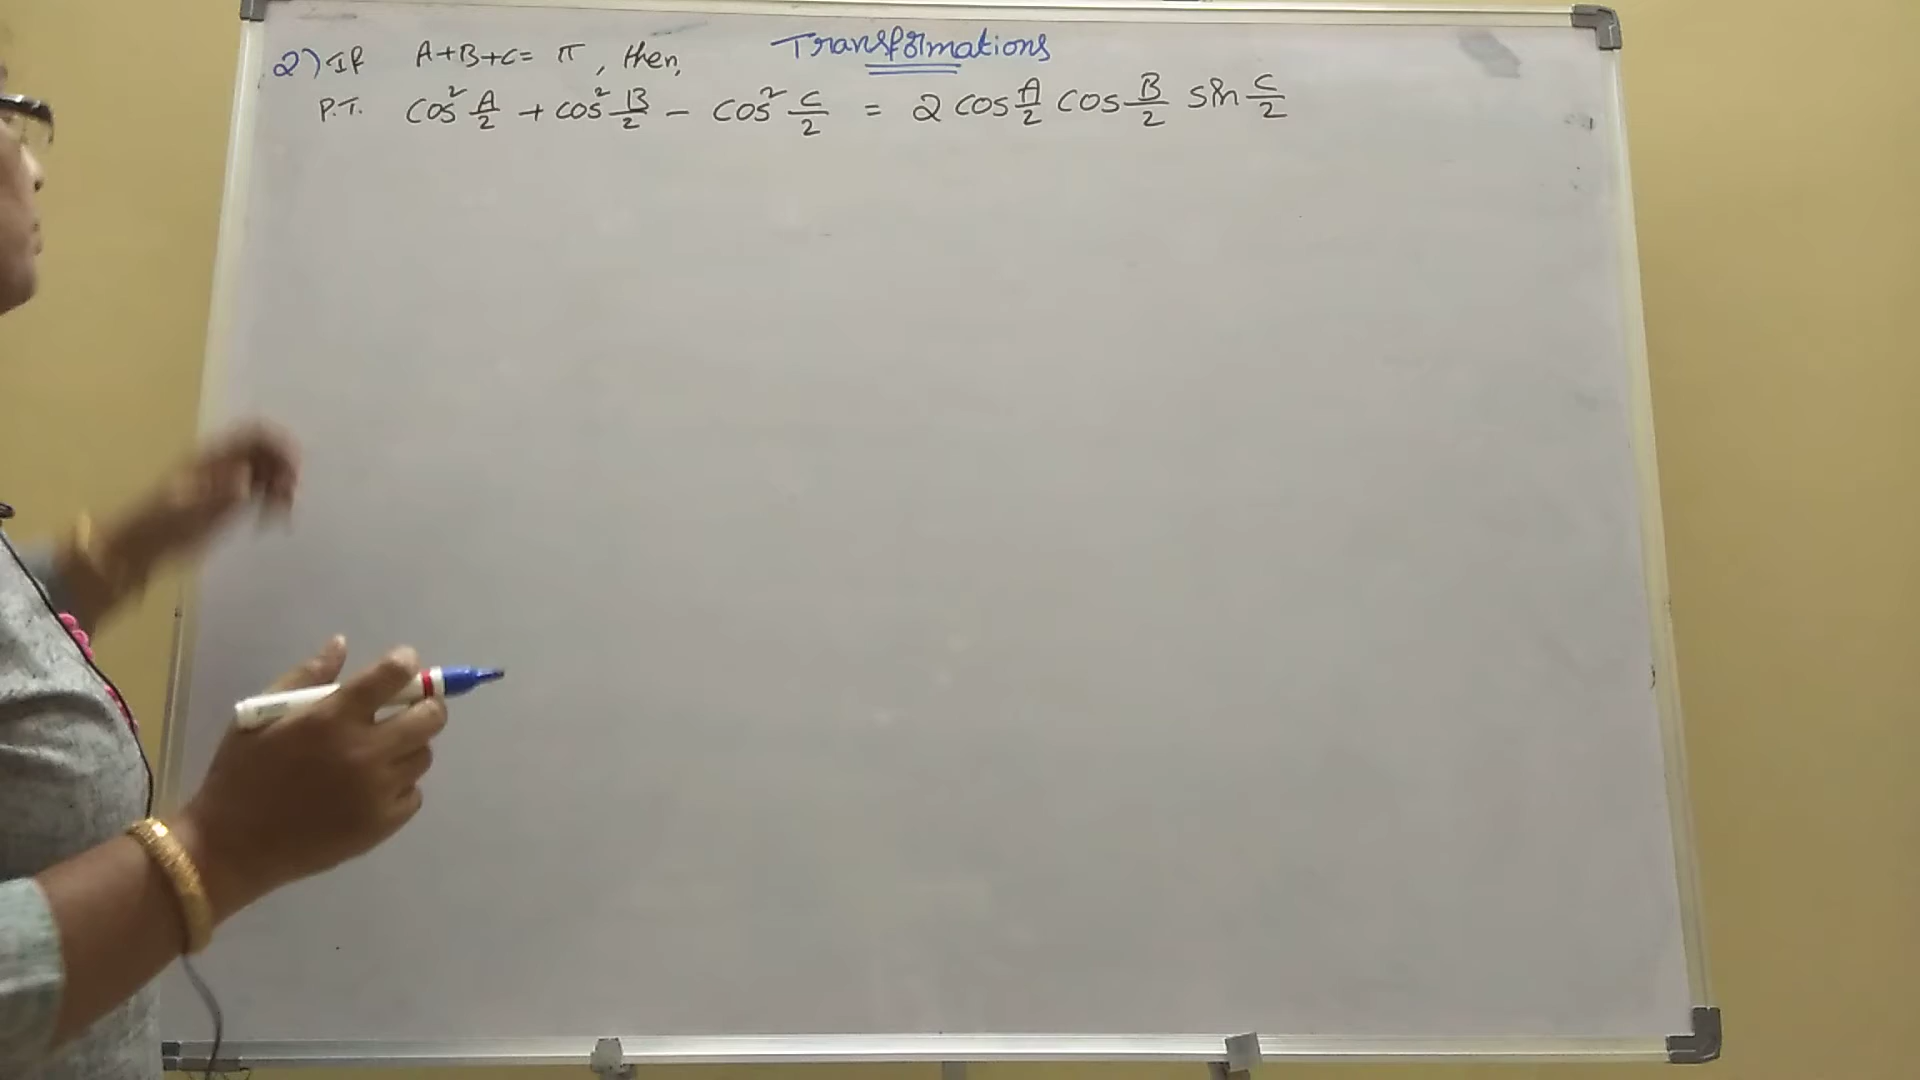 Transformations
2) If A+B+C= π, then,
P.T. cos² A/2 + cos² B/2 - cos² C/2 = 2 cos A/2 cos B/2 sin C/2